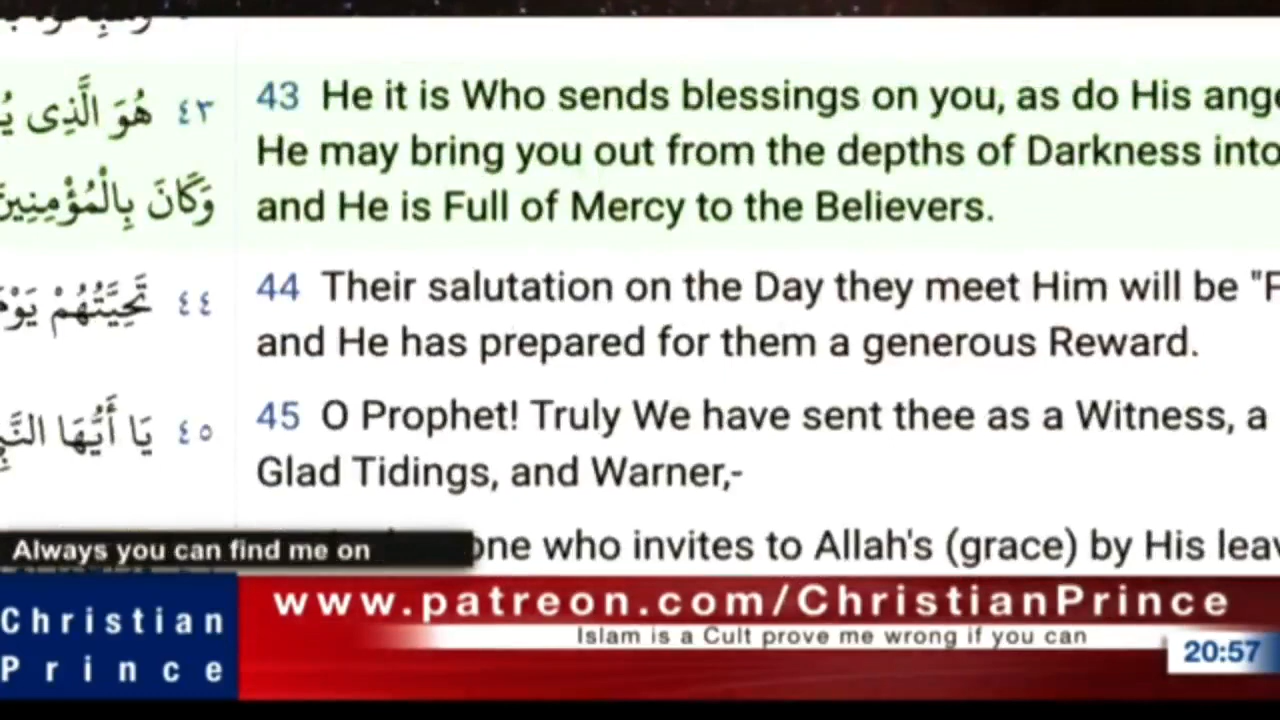 ٤٣ هُوَ الَّذِى
43 He it is Who sends blessings on you, as do His
He may bring you out from the depths of Darkness into
وَكَانَ بِالْمُؤْمِنِينَ
and He is Full of Mercy to the Believers.
٤٤ تَحِيَّتُهُمْ
44 Their salutation on the Day they meet Him will be
and He has prepared for them a generous Reward.
٤٥ يَا أَيُّهَا
45 O Prophet! Truly We have sent thee as a Witness, a
Glad Tidings, and Warner,-
one who invites to Allah's (grace) by His
Always you can find me on
Christian
Prince
www.patreon.com/ChristianPrince
Islam is a Cult prove me wrong if you can
20:57